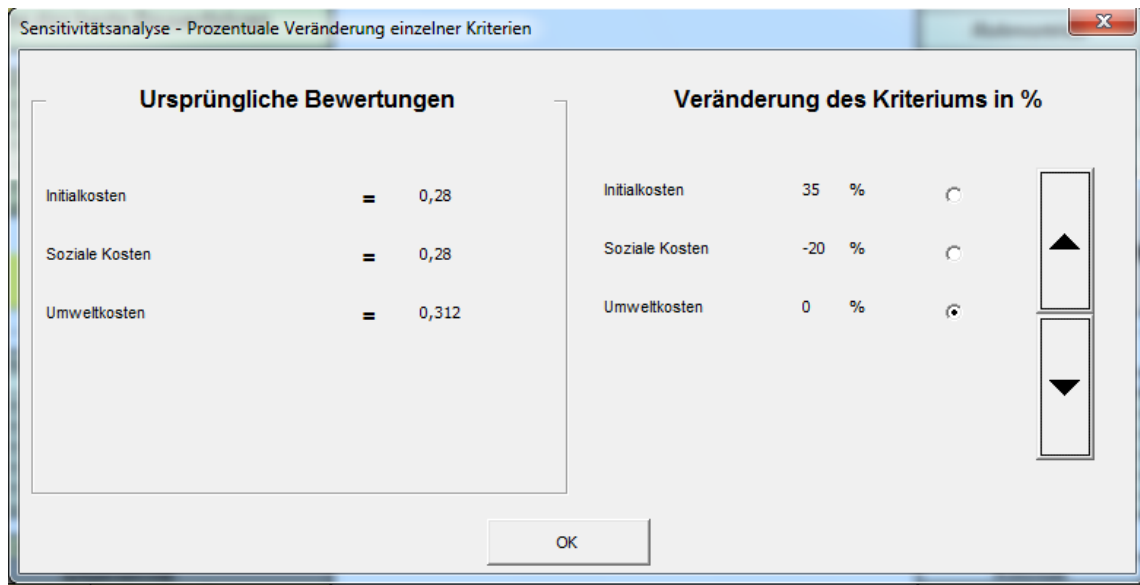 Sensitivitätsanalyse - Prozentuale Veränderung einzelner Kriterien
Ursprüngliche Bewertungen
Initialkosten = 0,28
Soziale Kosten = 0,28
Umweltkosten = 0,312
Veränderung des Kriteriums in %
Initialkosten 35 %
Soziale Kosten -20 %
Umweltkosten 0 %
OK